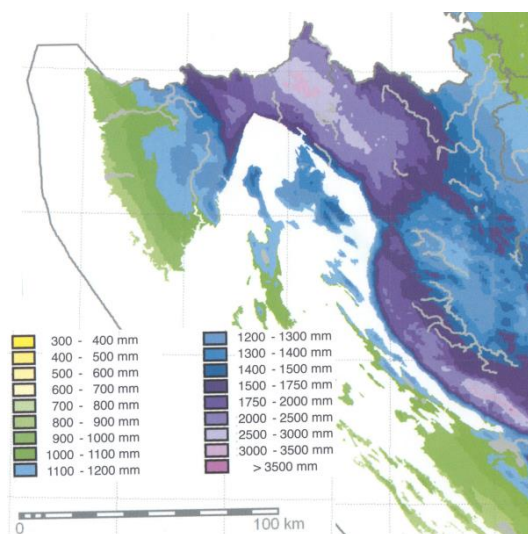 300 - 400 mm
400 - 500 mm
500 - 600 mm
600 - 700 mm
700 - 800 mm
800 - 900 mm
900 - 1000 mm
1000 - 1100 mm
1100 - 1200 mm
1200 - 1300 mm
1300 - 1400 mm
1400 - 1500 mm
1500 - 1750 mm
1750 - 2000 mm
2000 - 2500 mm
2500 - 3000 mm
3000 - 3500 mm
> 3500 mm
0 100 km